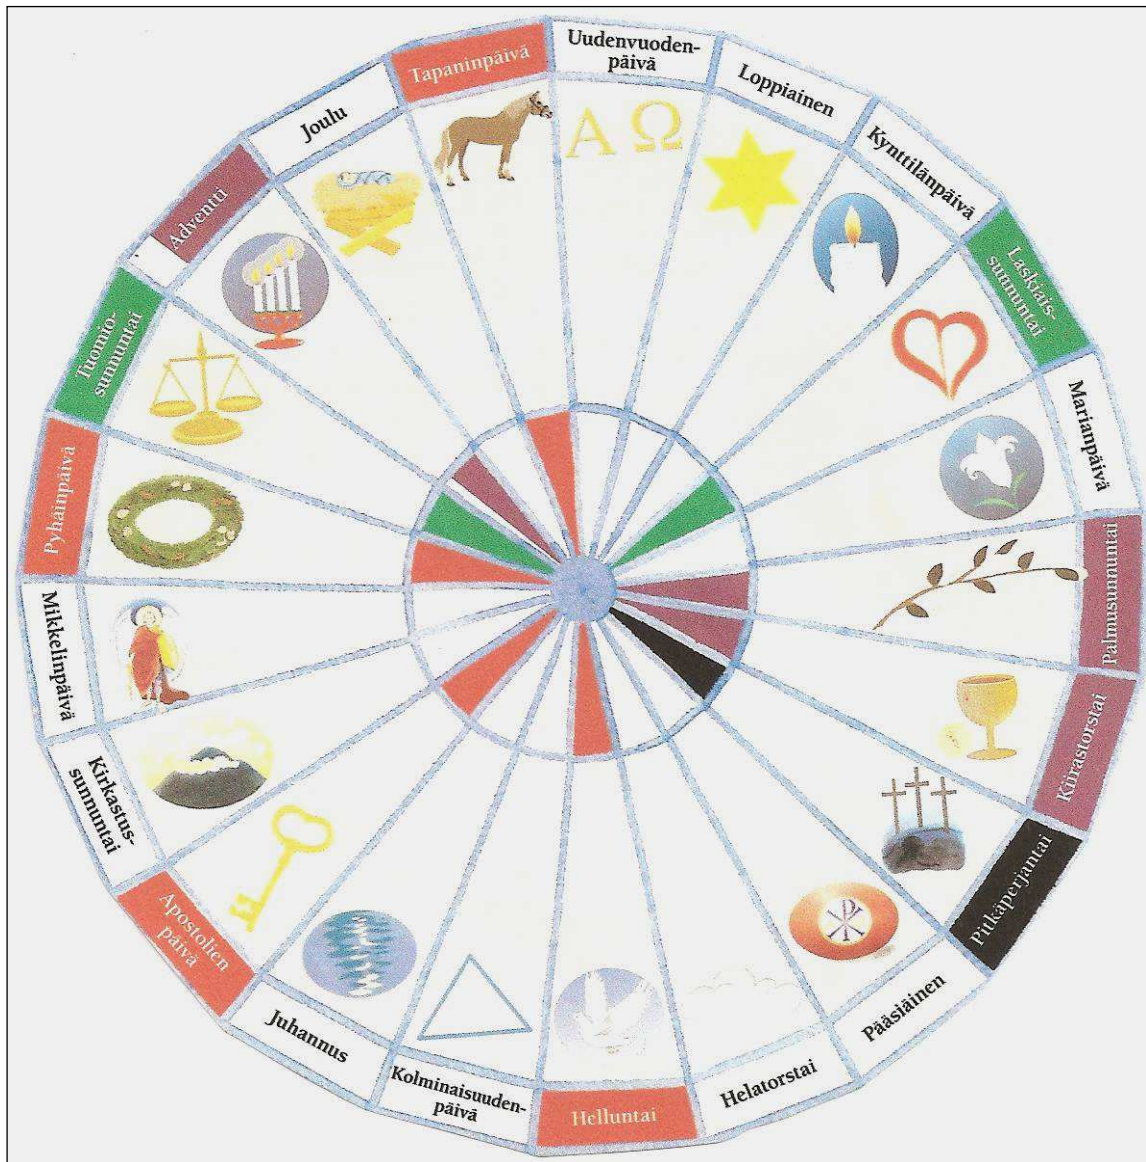 Uudenvuoden-
päivä
Loppiainen
Kynttilänpäivä
Laskiais-
sunnuntai
Marianpäivä
Palmusunnuntai
Kiirastorstai
Pitkäperjantai
Pääsiäinen
Helatorstai
Helluntai
Kolminaisuuden-
päivä
Juhannus
Apostolien
päivä
Kirkastus-
sunnuntai
Mikkelinpäivä
Pyhäinpäivä
Tuomio-
sunnuntai
Adventti
Joulu
Tapaninpäivä
Α Ω